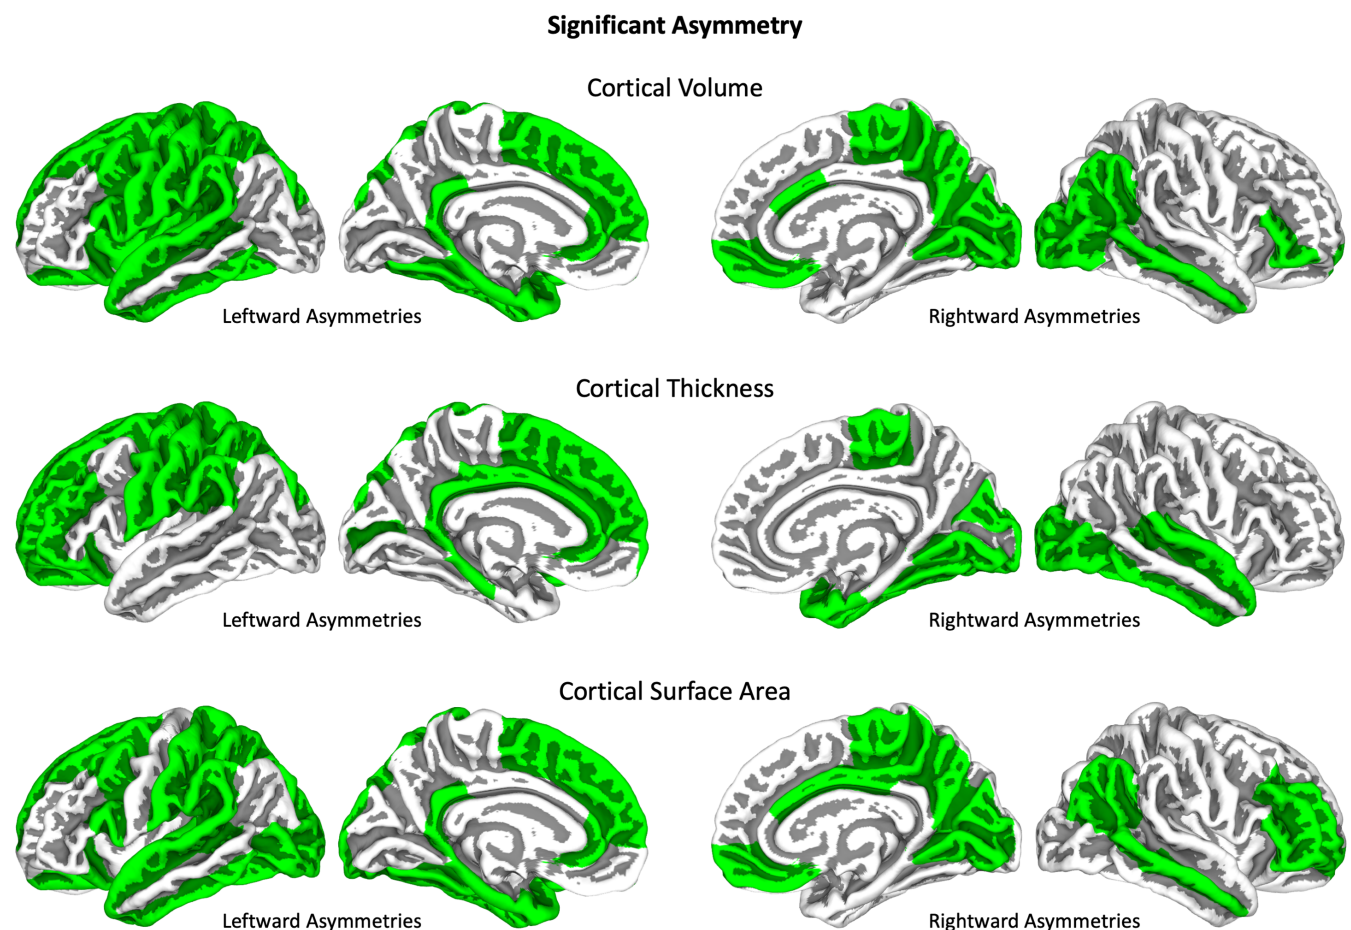 Significant Asymmetry
Cortical Volume
Leftward Asymmetries
Rightward Asymmetries
Cortical Thickness
Leftward Asymmetries
Rightward Asymmetries
Cortical Surface Area
Leftward Asymmetries
Rightward Asymmetries